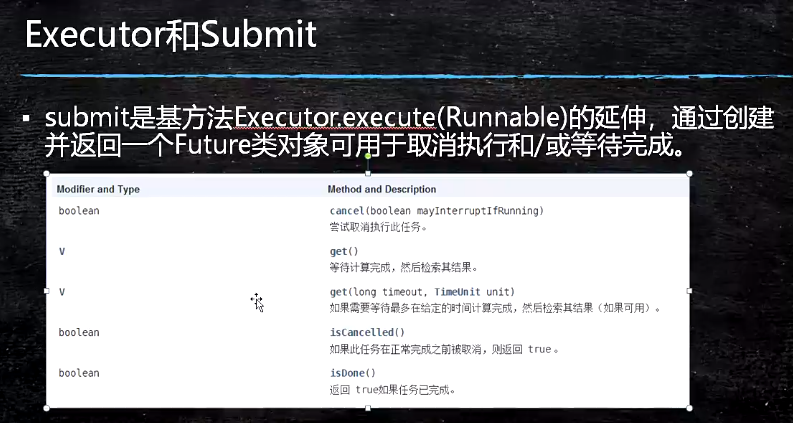 Executor和Submit
▪ submit是基方法Executor.execute(Runnable)的延伸，通过创建
并返回一个Future类对象可用于取消执行和/或等待完成。
Modifier and Type Method and Description
boolean cancel(boolean mayInterruptIfRunning)
尝试取消执行此任务。
V get()
等待计算完成，然后检索其结果。
V get(long timeout, TimeUnit unit)
如果需要等待最多在给定的时间计算完成，然后检索其结果（如果可用）。
boolean isCancelled()
如果此任务在正常完成之前被取消，则返回 true 。
boolean isDone()
返回 true如果任务已完成。